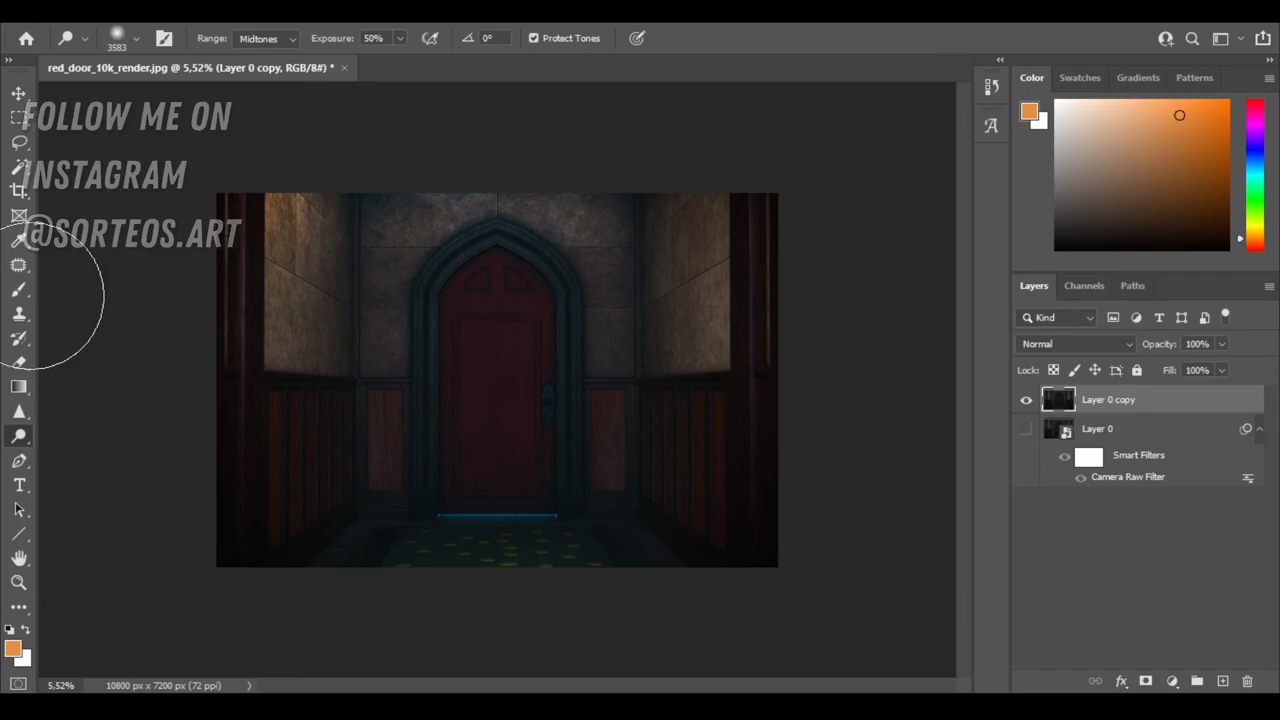 3583
Range: Midtones
Exposure: 50%
0°
Protect Tones
red_door_10k_render.jpg @ 5,52% (Layer 0 copy, RGB/8#) *
FOLLOW ME ON
INSTAGRAM
@SORTEOS.ART
Color Swatches Gradients Patterns
Layers Channels Paths
Kind
Normal
Opacity: 100%
Lock:
Fill: 100%
Layer 0 copy
Layer 0
Smart Filters
Camera Raw Filter
fx
5,52%
10800 px x 7200 px (72 ppi)